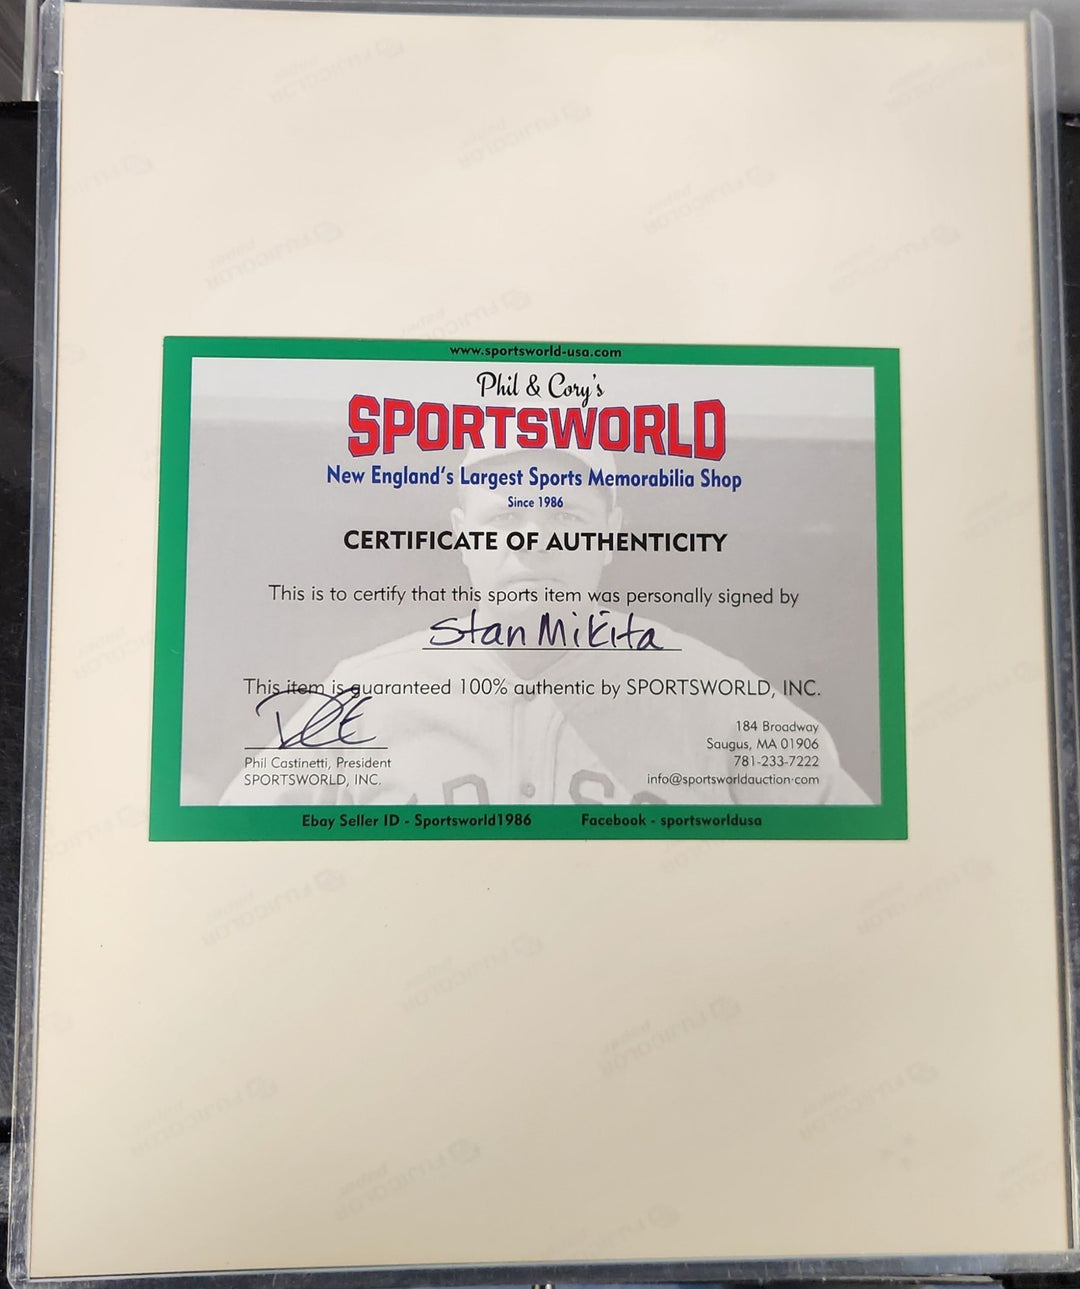 www.sportsworld-usa.com
Phil & Cory's
SPORTSWORLD
New England's Largest Sports Memorabilia Shop
Since 1986
CERTIFICATE OF AUTHENTICITY
This is to certify that this sports item was personally signed by
Stan Mikita
This item is guaranteed 100% authentic by SPORTSWORLD, INC.
Phil Castinetti, President
SPORTSWORLD, INC.
184 Broadway
Saugus, MA 01906
781-233-7222
info@sportsworldauction.com
Ebay Seller ID - Sportsworld1986 Facebook - sportsworldusa